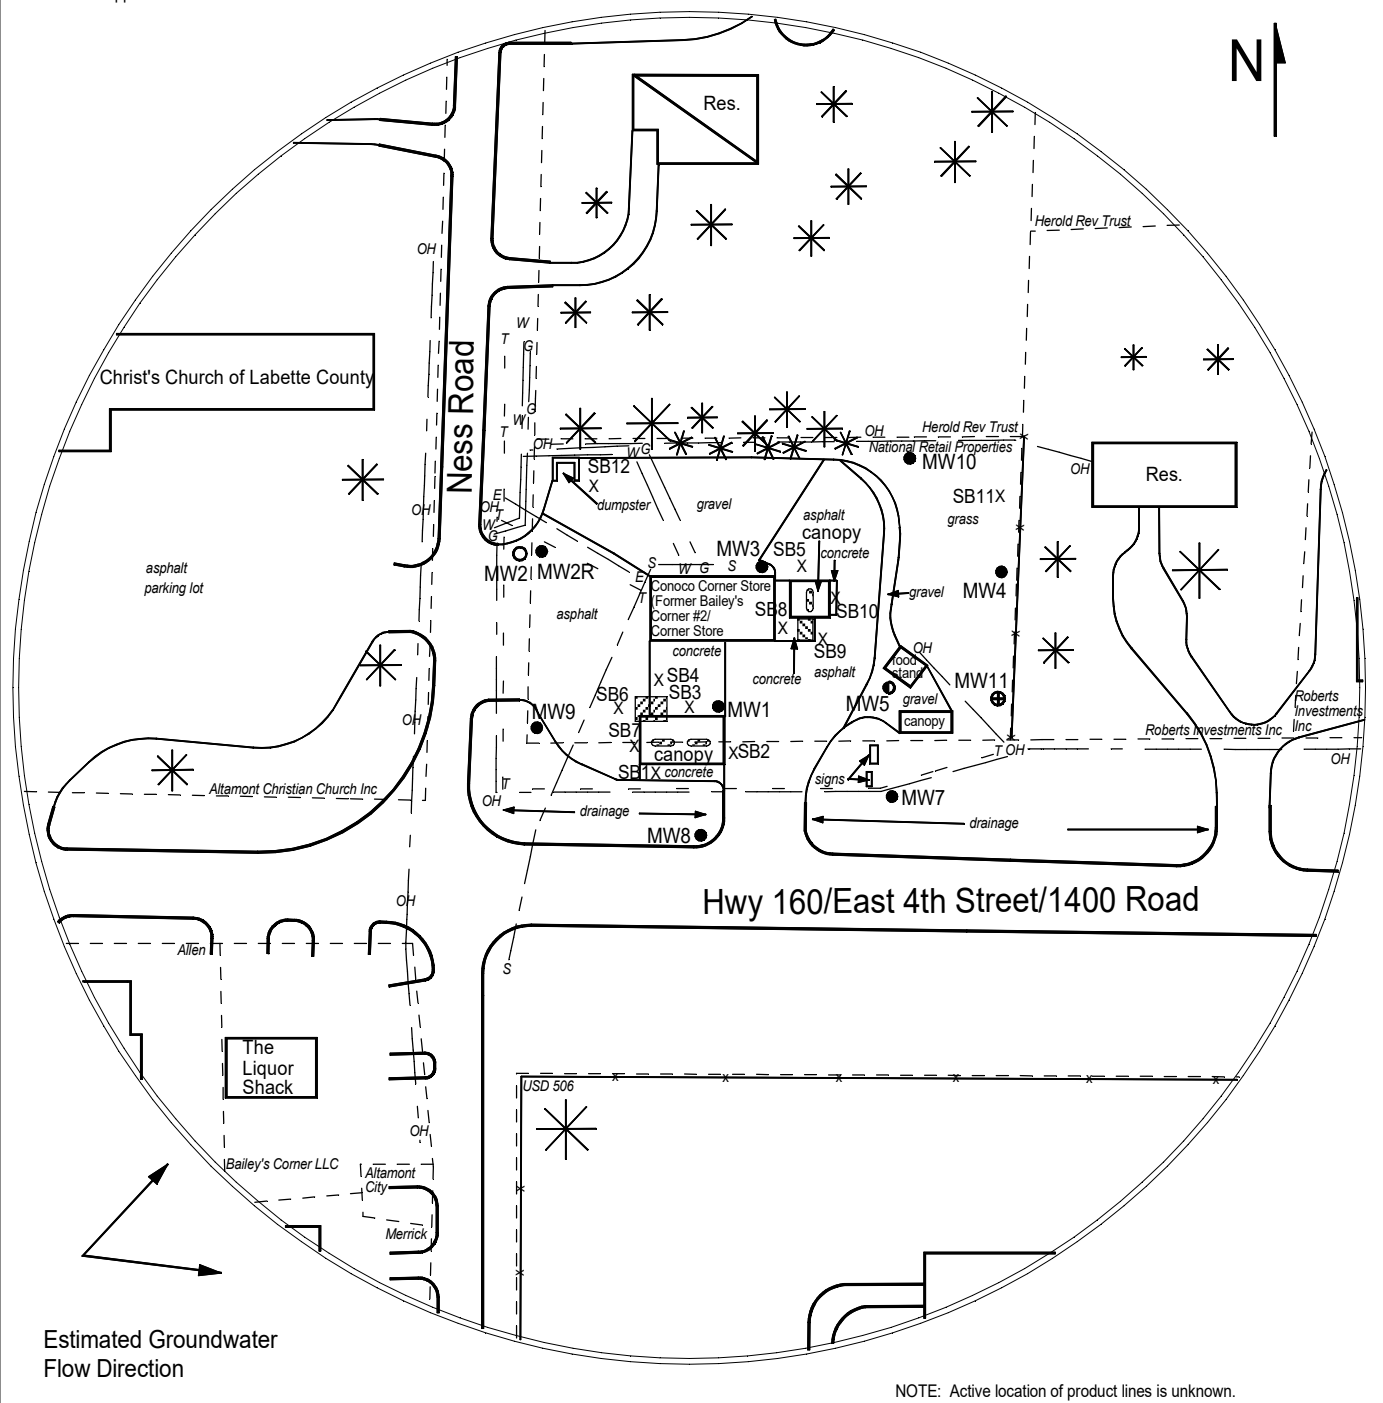 N
Res.
Herold Rev Trust
OH
W
T
G
Christ's Church of Labette County
Ness Road
G
W
T
OH
OH
Herold Rev Trust
National Retail Properties
W G
MW10
OH
Res.
SB12
X
dumpster
gravel
SB11X
grass
OH
E
OH
T
W
G
asphalt
canopy
concrete
MW3
SB5
X
MW2
MW2R
S
W G S
E
T
asphalt
parking lot
asphalt
Conoco Corner Store
(Former Bailey's
Corner #2/
Corner Store
SB8
X
X
SB10
gravel
MW4
X
SB9
concrete
concrete
asphalt
OH
food
stand
SB4
X
SB6
X
SB3
X
MW1
MW5
gravel
MW11
canopy
MW9
OH
SB7
X
canopy
XSB2
SB1X
concrete
Roberts
Investments
Inc
Roberts Investments Inc
T OH
OH
signs
Altamont Christian Church Inc
T
OH
drainage
MW7
drainage
MW8
Hwy 160/East 4th Street/1400 Road
OH
Allen
S
The
Liquor
Shack
USD 506
OH
Bailey's Corner LLC
Altamont
City
Merrick
Estimated Groundwater
Flow Direction
NOTE: Active location of product lines is unknown.